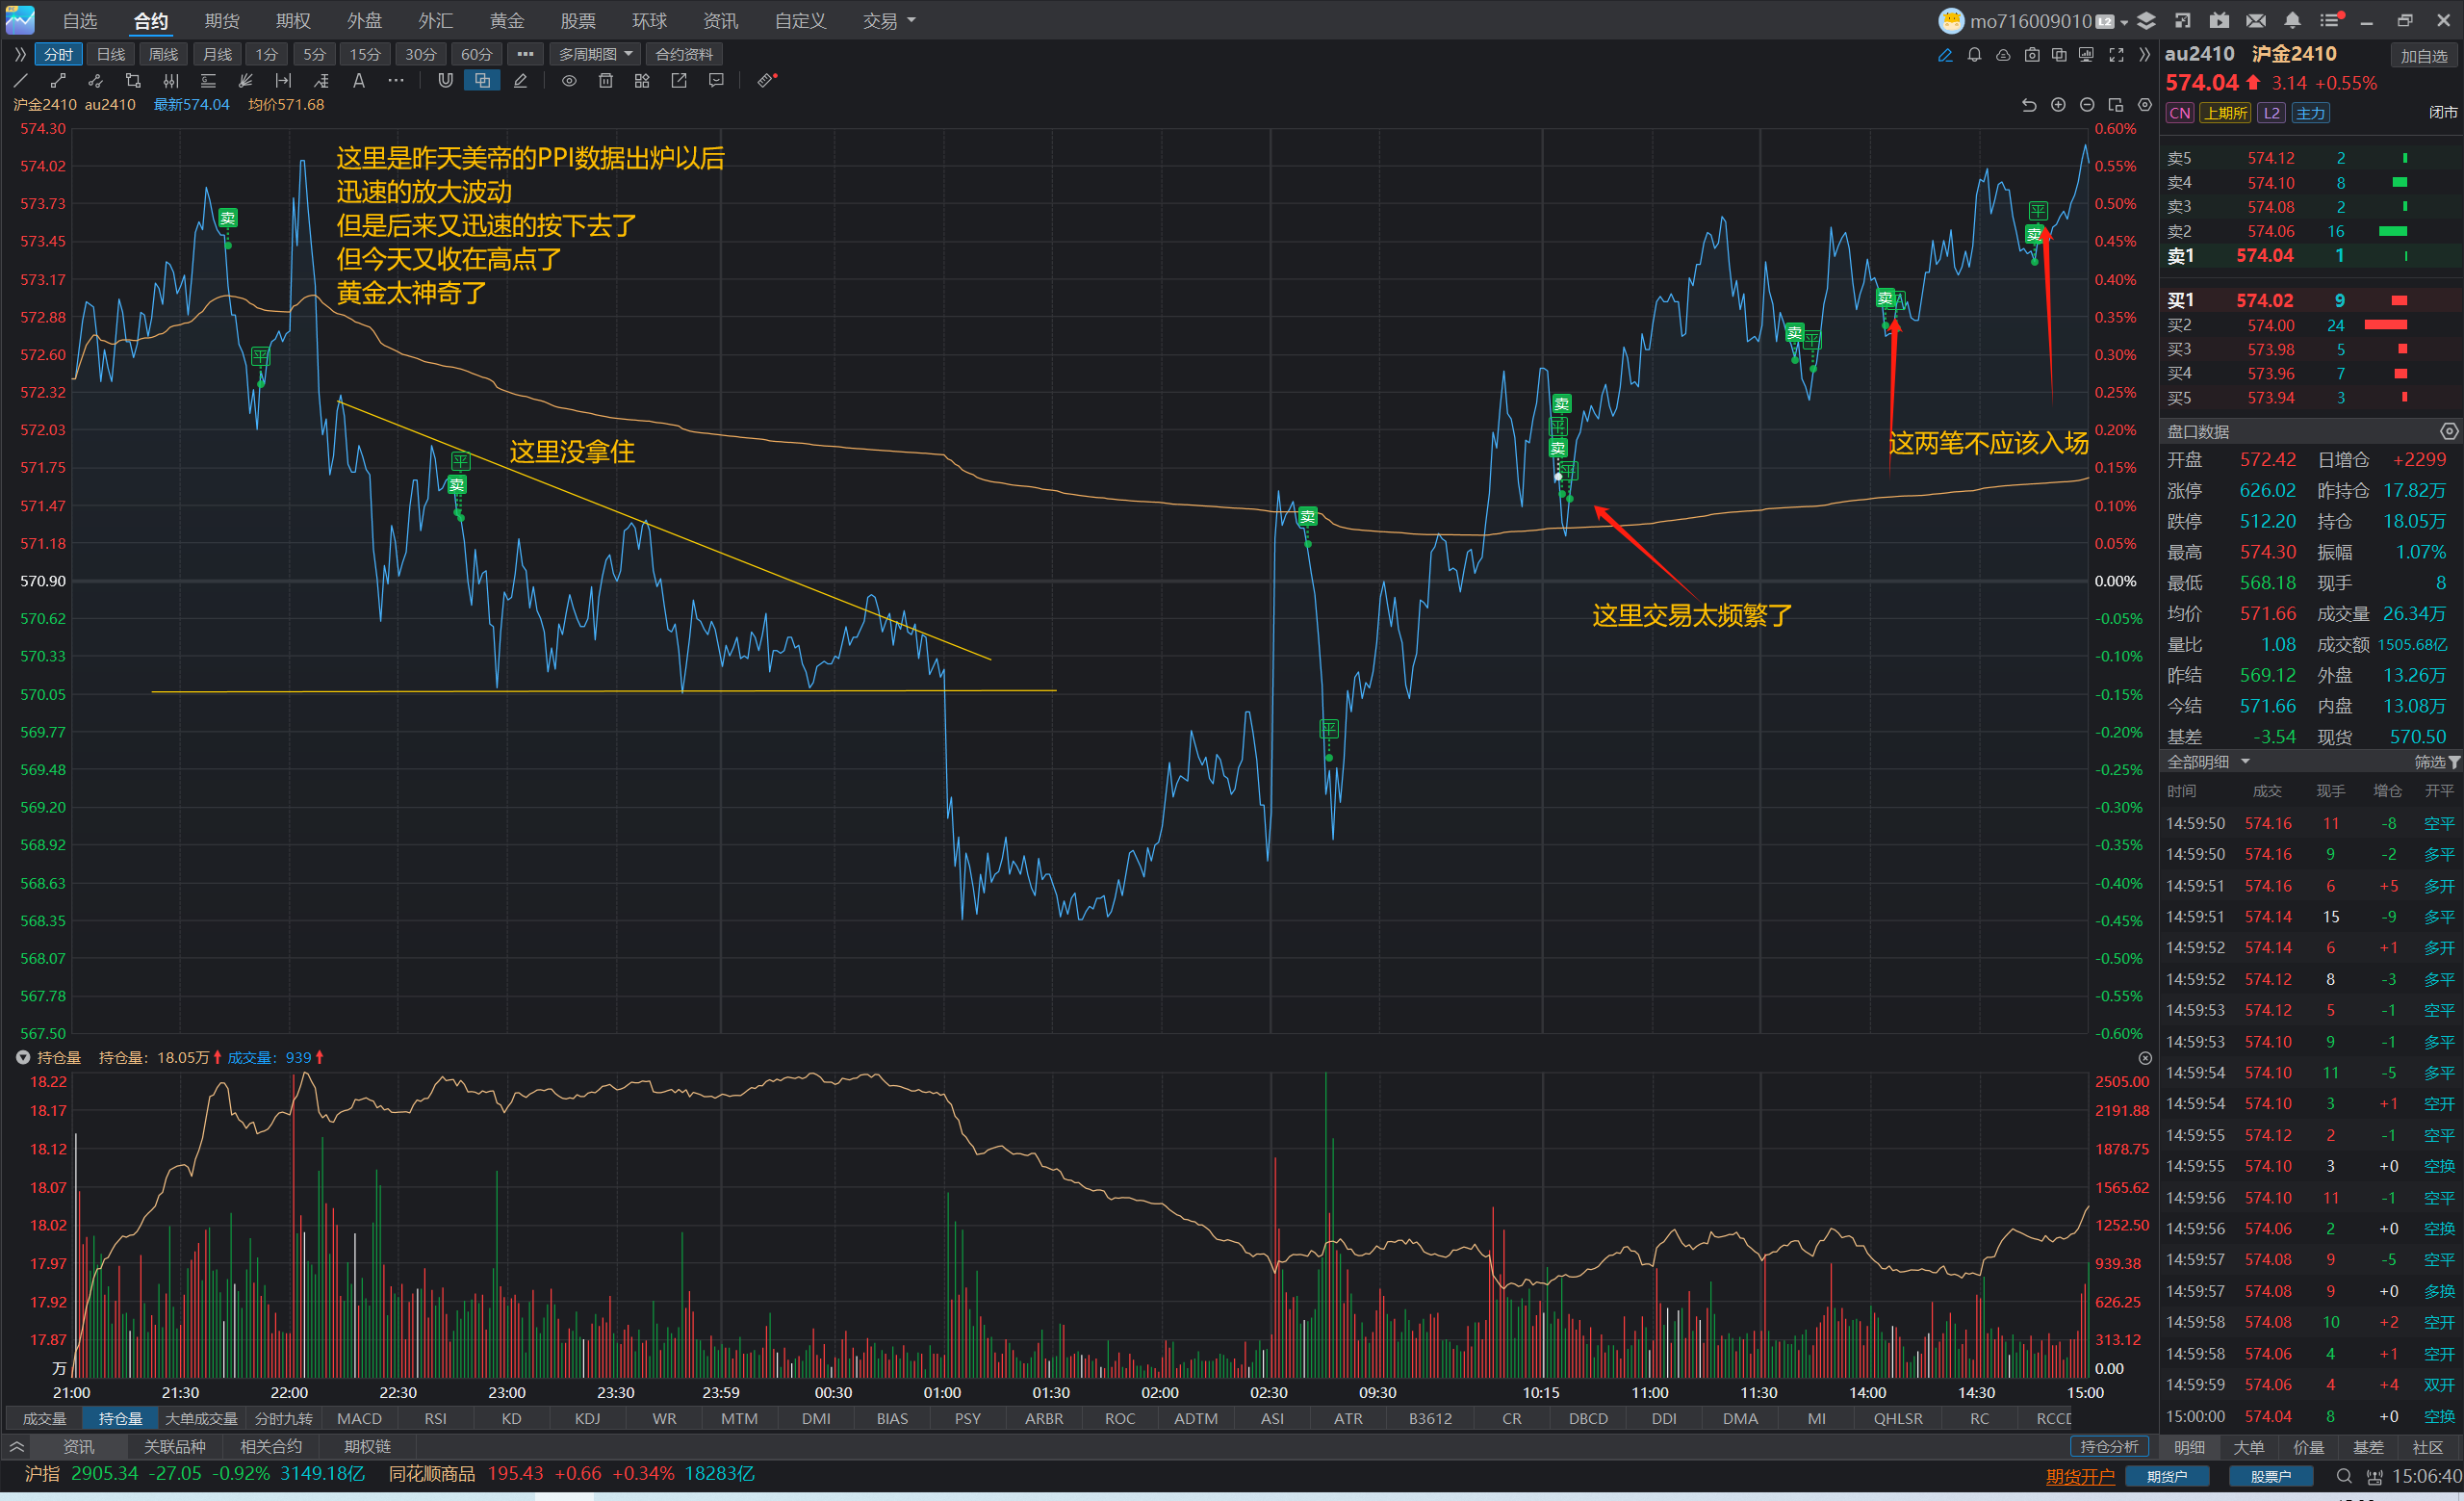 自选 合约 期货 期权 外盘 外汇 黄金 股票 环球 资讯 自定义 交易
mo716009010 L2
分时 日线 周线 月线 1分 5分 15分 30分 60分 ••• 多周期图 合约资料
沪金2410 au2410 最新574.04 均价571.68
574.30 0.60%
574.02 0.55%
573.73 0.50%
573.45 0.45%
573.17 0.40%
572.88 0.35%
572.60 0.30%
572.32 0.25%
572.03 0.20%
571.75 0.15%
571.47 0.10%
571.18 0.05%
570.90 0.00%
570.62 -0.05%
570.33 -0.10%
570.05 -0.15%
569.77 -0.20%
569.48 -0.25%
569.20 -0.30%
568.92 -0.35%
568.63 -0.40%
568.35 -0.45%
568.07 -0.50%
567.78 -0.55%
567.50 -0.60%
这里是昨天美帝的PPI数据出炉以后
迅速的放大波动
但是后来又迅速的按下去了
但今天又收在高点了
黄金太神奇了
这里没拿住
这里交易太频繁了
这两笔不应该入场
卖
平
平
卖
卖
平
卖
平
卖
平
卖
平
卖
平
平
卖
持仓量 持仓量：18.05万 成交量：939
18.22 2505.00
18.17 2191.88
18.12 1878.75
18.07 1565.62
18.02 1252.50
17.97 939.38
17.92 626.25
17.87 313.12
万 0.00
21:00 21:30 22:00 22:30 23:00 23:30 23:59 00:30 01:00 01:30 02:00 02:30 09:30 10:15 11:00 11:30 14:00 14:30 15:00
成交量 持仓量 大单成交量 分时九转 MACD RSI KD KDJ WR MTM DMI BIAS PSY ARBR ROC ADTM ASI ATR B3612 CR DBCD DDI DMA MI QHLSR RC RCCD
资讯 关联品种 相关合约 期权链 持仓分析
沪指 2905.34 -27.05 -0.92% 3149.18亿 同花顺商品 195.43 +0.66 +0.34% 18283亿
期货开户 期货户 股票户 15:06:40
au2410 沪金2410 加自选
574.04 3.14 +0.55%
CN 上期所 L2 主力 闭市
卖5 574.12 2
卖4 574.10 8
卖3 574.08 2
卖2 574.06 16
卖1 574.04 1
买1 574.02 9
买2 574.00 24
买3 573.98 5
买4 573.96 7
买5 573.94 3
盘口数据
开盘 572.42 日增仓 +2299
涨停 626.02 昨持仓 17.82万
跌停 512.20 持仓 18.05万
最高 574.30 振幅 1.07%
最低 568.18 现手 8
均价 571.66 成交量 26.34万
量比 1.08 成交额 1505.68亿
昨结 569.12 外盘 13.26万
今结 571.66 内盘 13.08万
基差 -3.54 现货 570.50
全部明细 筛选
时间 成交 现手 增仓 开平
14:59:50 574.16 11 -8 空平
14:59:50 574.16 9 -2 多平
14:59:51 574.16 6 +5 多开
14:59:51 574.14 15 -9 多平
14:59:52 574.14 6 +1 多开
14:59:52 574.12 8 -3 多平
14:59:53 574.12 5 -1 空平
14:59:53 574.10 9 -1 多平
14:59:54 574.10 11 -5 多平
14:59:54 574.10 3 +1 空开
14:59:55 574.12 2 -1 空平
14:59:55 574.10 3 +0 空换
14:59:56 574.10 11 -1 空平
14:59:56 574.06 2 +0 空换
14:59:57 574.08 9 -5 空平
14:59:57 574.08 9 +0 多换
14:59:58 574.08 10 +2 空开
14:59:58 574.06 4 +1 空开
14:59:59 574.06 4 +4 双开
15:00:00 574.04 8 +0 空换
明细 大单 价量 基差 社区